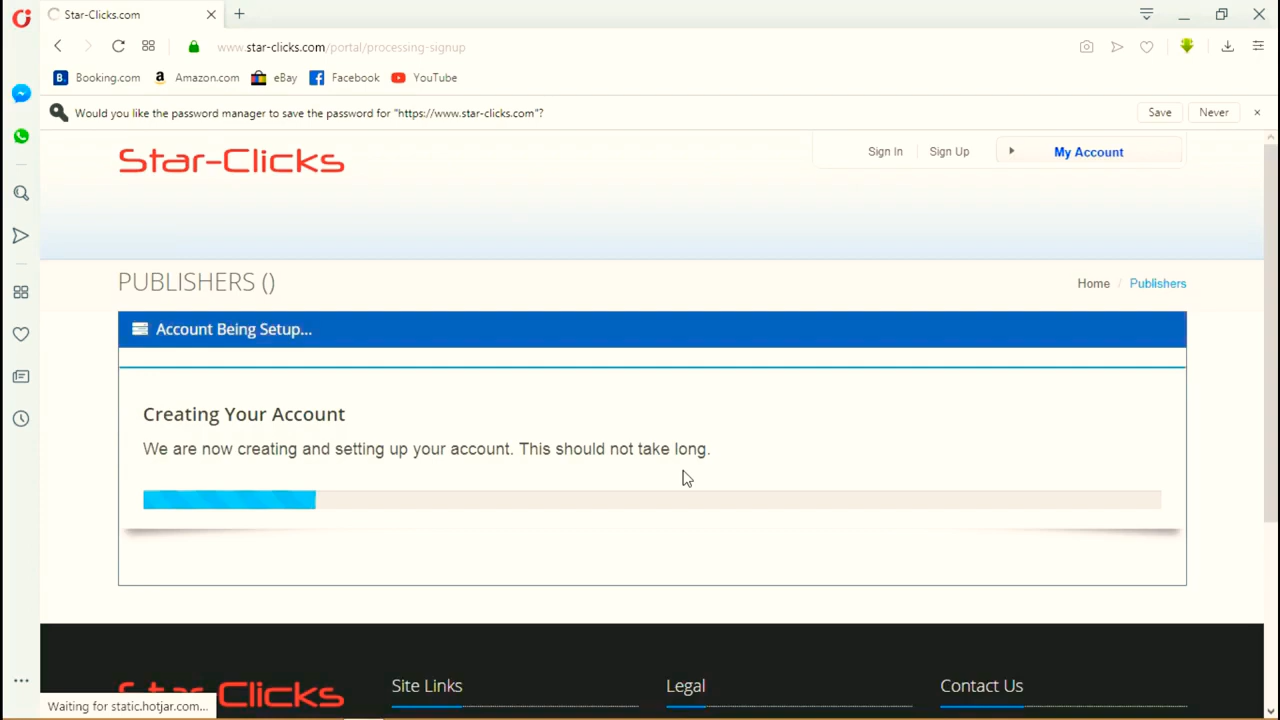 Star-Clicks.com
www.star-clicks.com/portal/processing-signup
Booking.com
Amazon.com
eBay
Facebook
YouTube
Would you like the password manager to save the password for "https://www.star-clicks.com"?
Save
Never
Star-Clicks
Sign In
Sign Up
My Account
PUBLISHERS ()
Home / Publishers
Account Being Setup...
Creating Your Account
We are now creating and setting up your account. This should not take long.
Star-Clicks
Site Links
Legal
Contact Us
Waiting for static.hotjar.com...